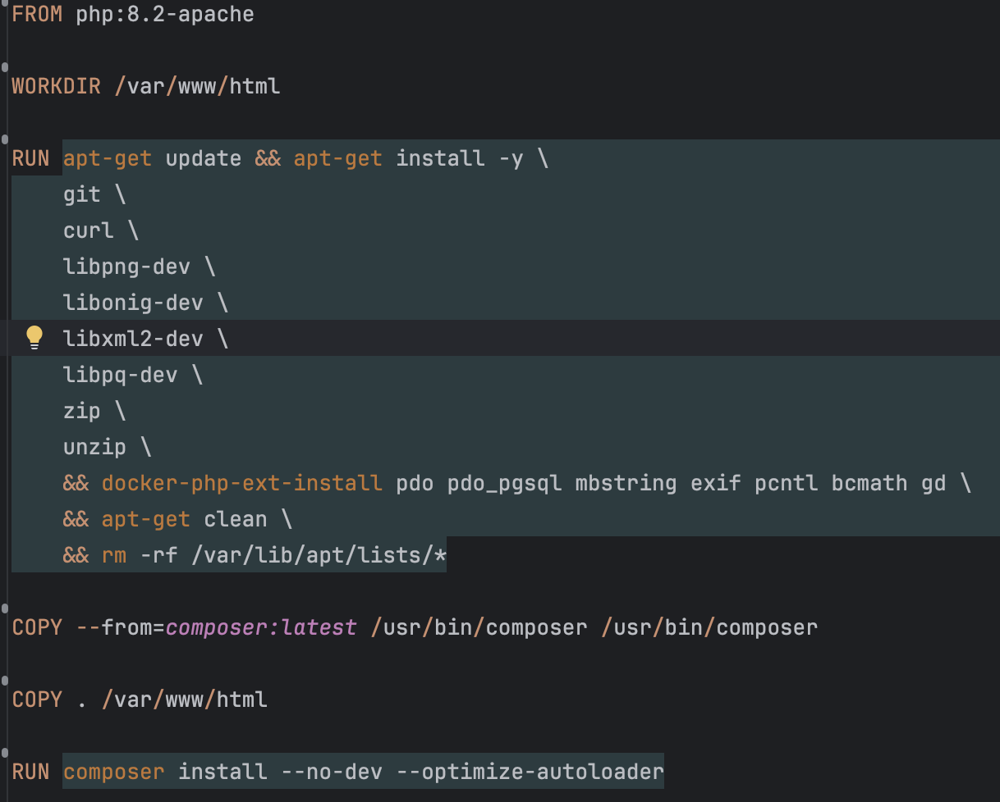 FROM php:8.2-apache
WORKDIR /var/www/html
RUN apt-get update && apt-get install -y \
git \
curl \
libpng-dev \
libonig-dev \
libxml2-dev \
libpq-dev \
zip \
unzip \
&& docker-php-ext-install pdo pdo_pgsql mbstring exif pcntl bcmath gd \
&& apt-get clean \
&& rm -rf /var/lib/apt/lists/*
COPY --from=composer:latest /usr/bin/composer /usr/bin/composer
COPY . /var/www/html
RUN composer install --no-dev --optimize-autoloader